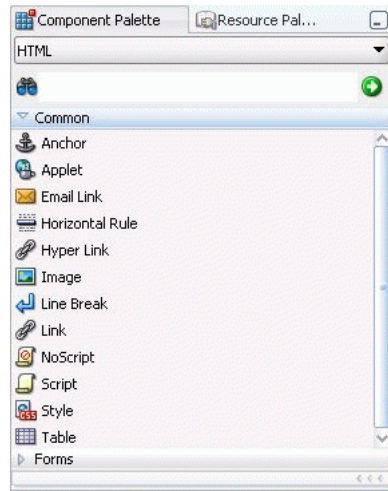 Component Palette Resource Pal...
HTML
Common
Anchor
Applet
Email Link
Horizontal Rule
Hyper Link
Image
Line Break
Link
NoScript
Script
CSS Style
Table
Forms